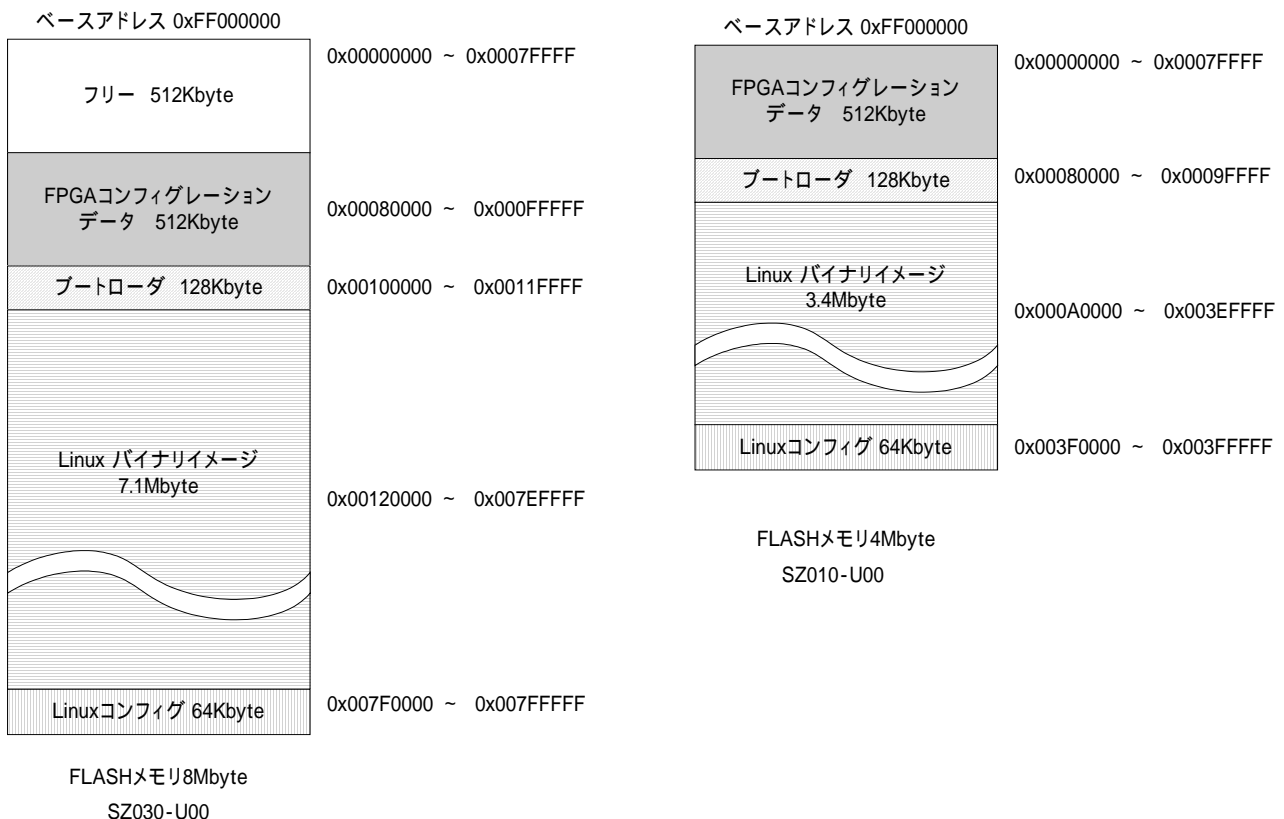 ベースアドレス 0xFF000000
フリー 512Kbyte
0x00000000 ~ 0x0007FFFF
FPGAコンフィグレーション
データ 512Kbyte
0x00080000 ~ 0x000FFFFF
ブートローダ 128Kbyte
0x00100000 ~ 0x0011FFFF
Linux バイナリイメージ
7.1Mbyte
0x00120000 ~ 0x007EFFFF
Linuxコンフィグ 64Kbyte
0x007F0000 ~ 0x007FFFFF
FLASHメモリ8Mbyte
SZ030-U00
ベースアドレス 0xFF000000
FPGAコンフィグレーション
データ 512Kbyte
0x00000000 ~ 0x0007FFFF
ブートローダ 128Kbyte
0x00080000 ~ 0x0009FFFF
Linux バイナリイメージ
3.4Mbyte
0x000A0000 ~ 0x003EFFFF
Linuxコンフィグ 64Kbyte
0x003F0000 ~ 0x003FFFFF
FLASHメモリ4Mbyte
SZ010-U00